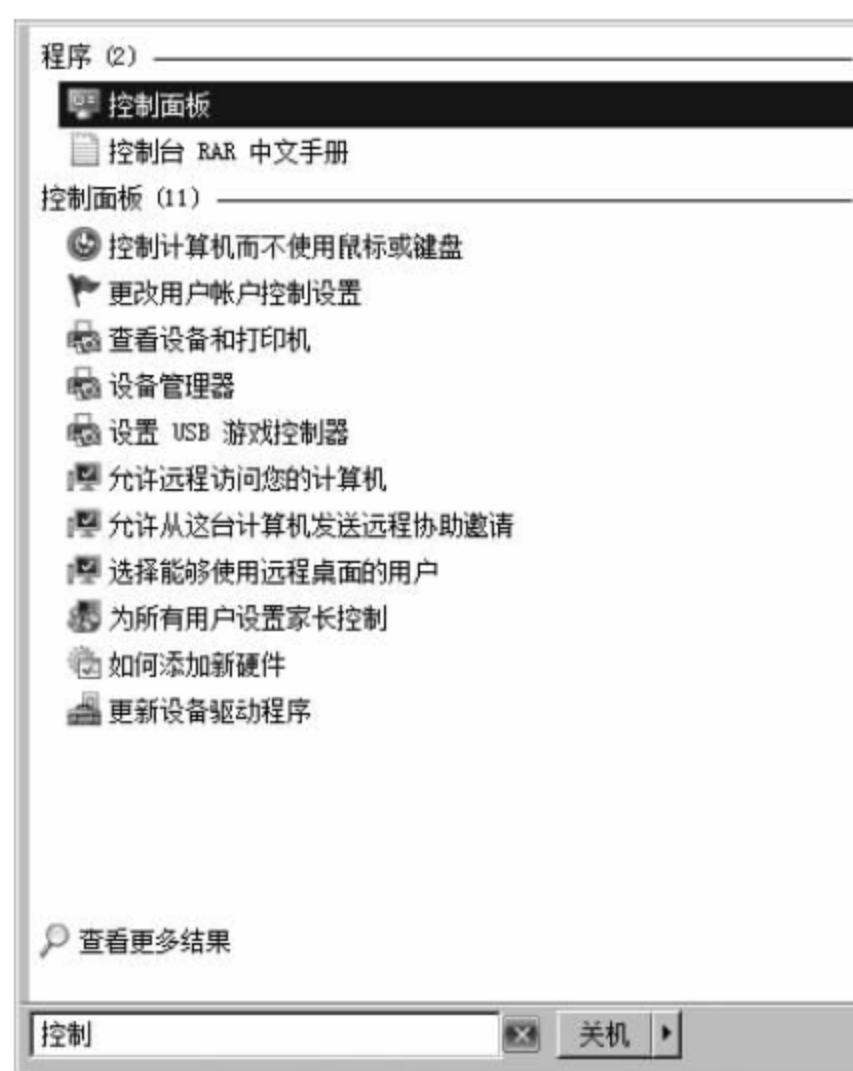 程序 (2)
控制面板
控制台 RAR 中文手册
控制面板 (11)
控制计算机而不使用鼠标或键盘
更改用户帐户控制设置
查看设备和打印机
设备管理器
设置 USB 游戏控制器
允许远程访问您的计算机
允许从这台计算机发送远程协助邀请
选择能够使用远程桌面的用户
为所有用户设置家长控制
如何添加新硬件
更新设备驱动程序
查看更多结果
控制 关机